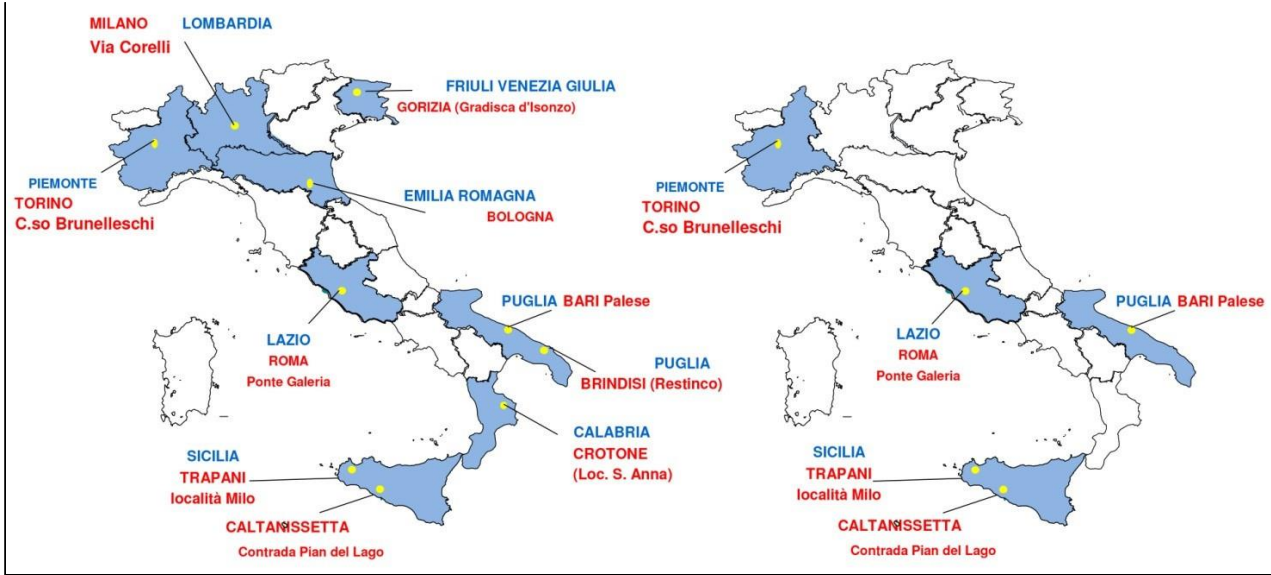 MILANO LOMBARDIA
Via Corelli
FRIULI VENEZIA GIULIA
GORIZIA (Gradisca d'Isonzo)
PIEMONTE
TORINO
C.so Brunelleschi
EMILIA ROMAGNA
BOLOGNA
PUGLIA BARI Palese
LAZIO
ROMA
Ponte Galeria
PUGLIA
BRINDISI (Restinco)
CALABRIA
CROTONE
(Loc. S. Anna)
SICILIA
TRAPANI
località Milo
CALTANISSETTA
Contrada Pian del Lago
PIEMONTE
TORINO
C.so Brunelleschi
PUGLIA BARI Palese
LAZIO
ROMA
Ponte Galeria
SICILIA
TRAPANI
località Milo
CALTANISSETTA
Contrada Pian del Lago